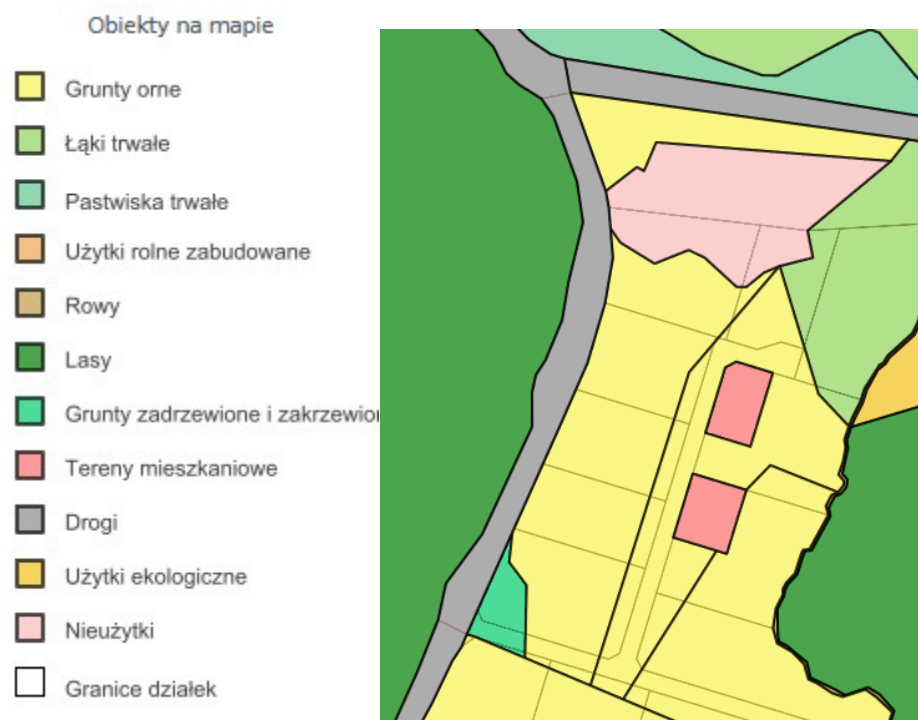 Obiekty na mapie
Grunty orne
Łąki trwałe
Pastwiska trwałe
Użytki rolne zabudowane
Rowy
Lasy
Grunty zadrzewione i zakrzewion
Tereny mieszkaniowe
Drogi
Użytki ekologiczne
Nieużytki
Granice działek